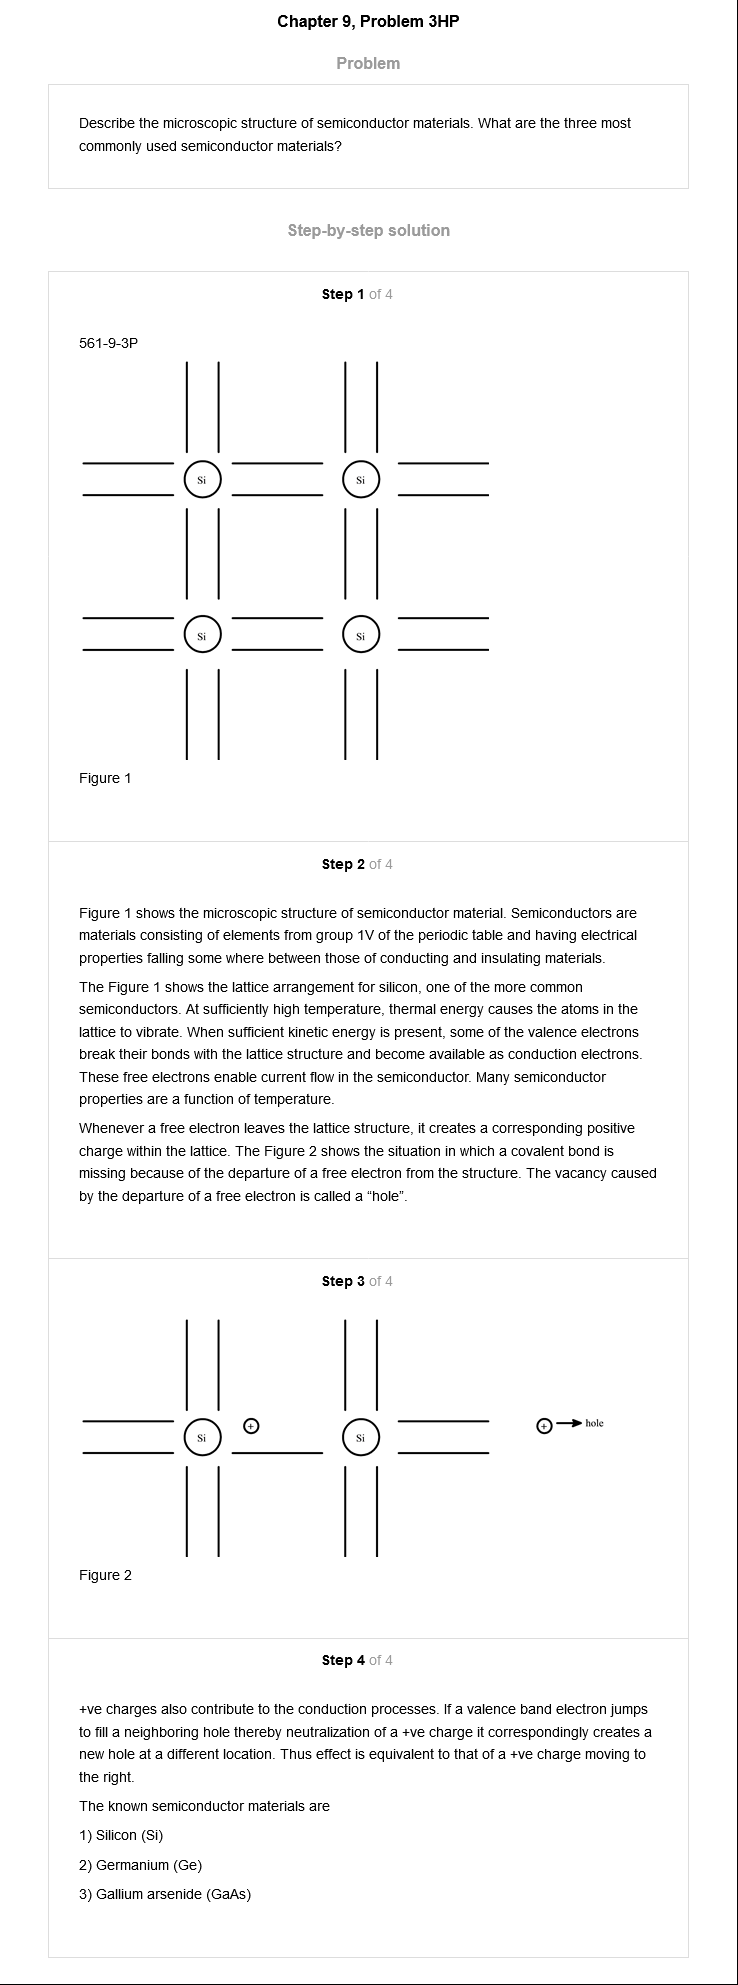 Chapter 9, Problem 3HP
Problem
Describe the microscopic structure of semiconductor materials. What are the three most
commonly used semiconductor materials?
Step-by-step solution
Step 1 of 4
561-9-3P
Si Si
Si Si
Figure 1
Step 2 of 4
Figure 1 shows the microscopic structure of semiconductor material. Semiconductors are
materials consisting of elements from group 1V of the periodic table and having electrical
properties falling some where between those of conducting and insulating materials.
The Figure 1 shows the lattice arrangement for silicon, one of the more common
semiconductors. At sufficiently high temperature, thermal energy causes the atoms in the
lattice to vibrate. When sufficient kinetic energy is present, some of the valence electrons
break their bonds with the lattice structure and become available as conduction electrons.
These free electrons enable current flow in the semiconductor. Many semiconductor
properties are a function of temperature.
Whenever a free electron leaves the lattice structure, it creates a corresponding positive
charge within the lattice. The Figure 2 shows the situation in which a covalent bond is
missing because of the departure of a free electron from the structure. The vacancy caused
by the departure of a free electron is called a “hole”.
Step 3 of 4
+ + hole
Si Si
Figure 2
Step 4 of 4
+ve charges also contribute to the conduction processes. If a valence band electron jumps
to fill a neighboring hole thereby neutralization of a +ve charge it correspondingly creates a
new hole at a different location. Thus effect is equivalent to that of a +ve charge moving to
the right.
The known semiconductor materials are
1) Silicon (Si)
2) Germanium (Ge)
3) Gallium arsenide (GaAs)